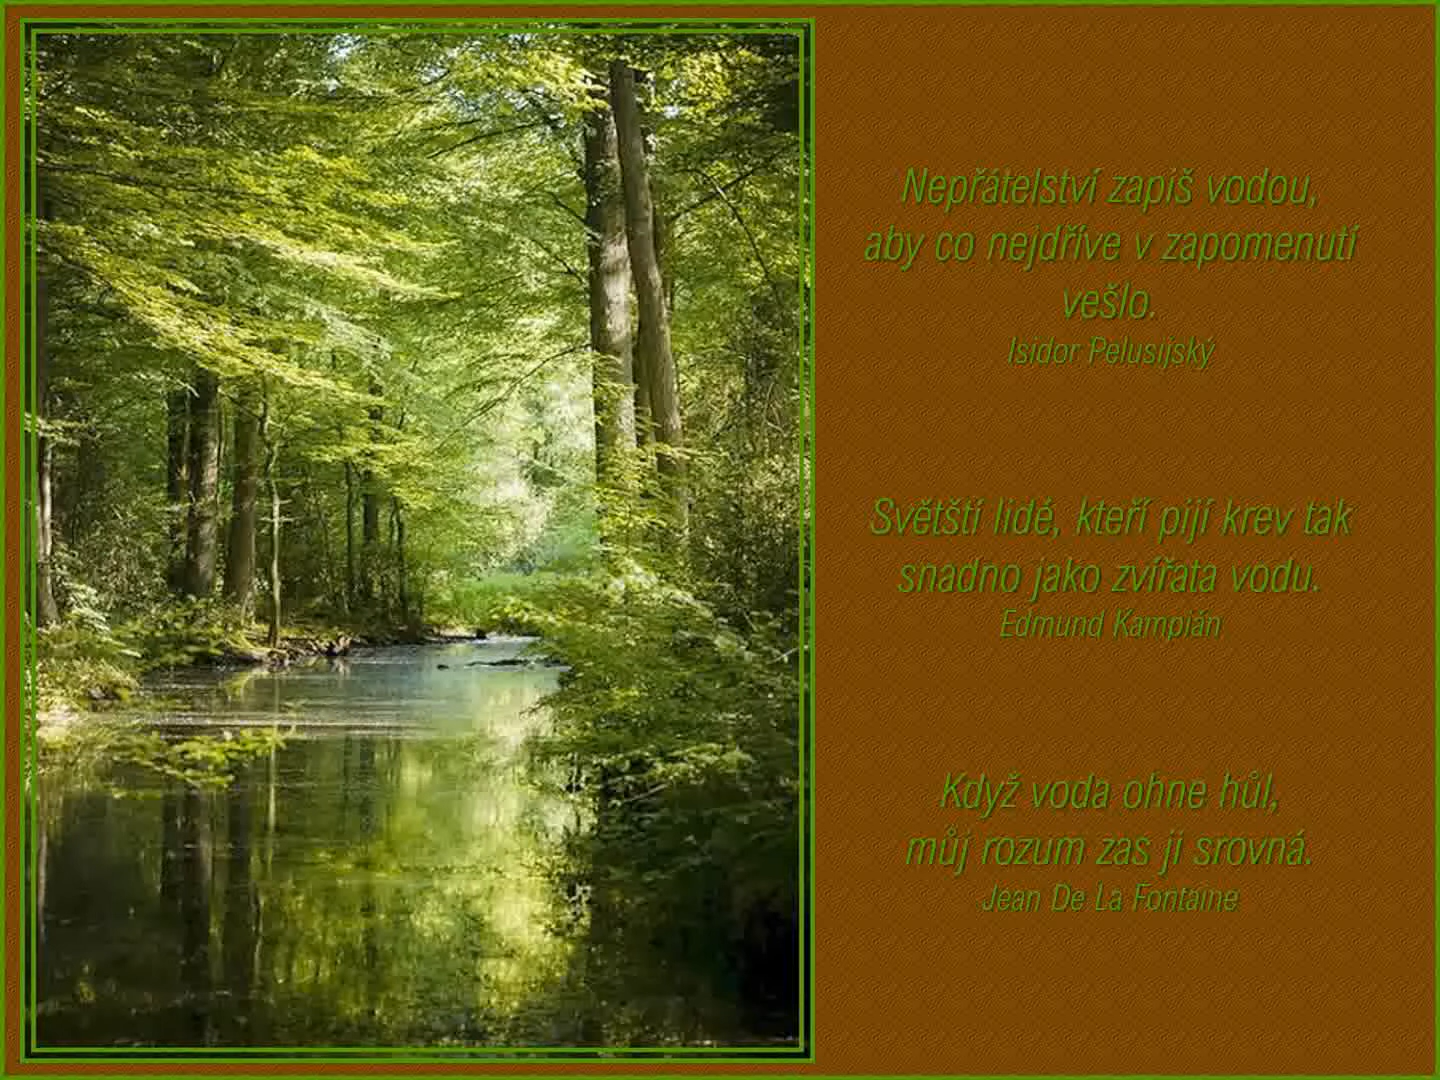 Nepřátelství zapiš vodou,
aby co nejdříve v zapomenutí
vešlo.
Isidor Pelusijský
Světští lidé, kteří píjí krev tak
snadno jako zvířata vodu.
Edmund Kampián
Když voda ohne hůl,
můj rozum zas ji srovná.
Jean De La Fontaine